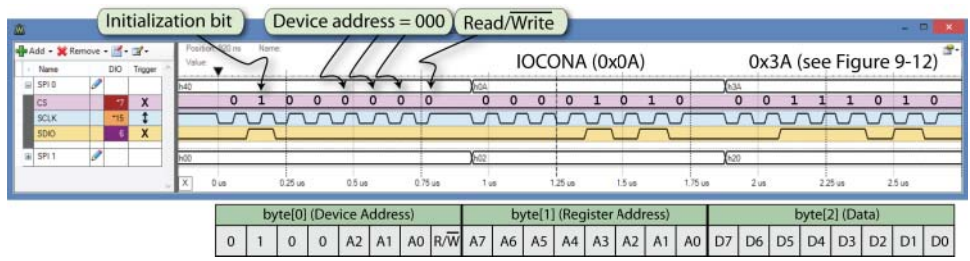 Initialization bit Device address = 000 Read/Write
Add Remove
Position: 920 ns Name:
Value:
IOCONA (0x0A) 0x3A (see Figure 9-12)
Name DIO Trigger
SPI 0 h40 h0A h3A
CS 7 X 0 1 0 0 0 0 0 0 0 0 0 0 1 0 1 0 0 0 1 1 1 0 1 0
SCLK 15
SDIO 6 X
SPI 1 h00 h02 h20
X 0 us 0.25 us 0.5 us 0.75 us 1 us 1.25 us 1.5 us 1.75 us 2 us 2.25 us 2.5 us
byte[0] (Device Address) byte[1] (Register Address) byte[2] (Data)
0 1 0 0 A2 A1 A0 R/W A7 A6 A5 A4 A3 A2 A1 A0 D7 D6 D5 D4 D3 D2 D1 D0